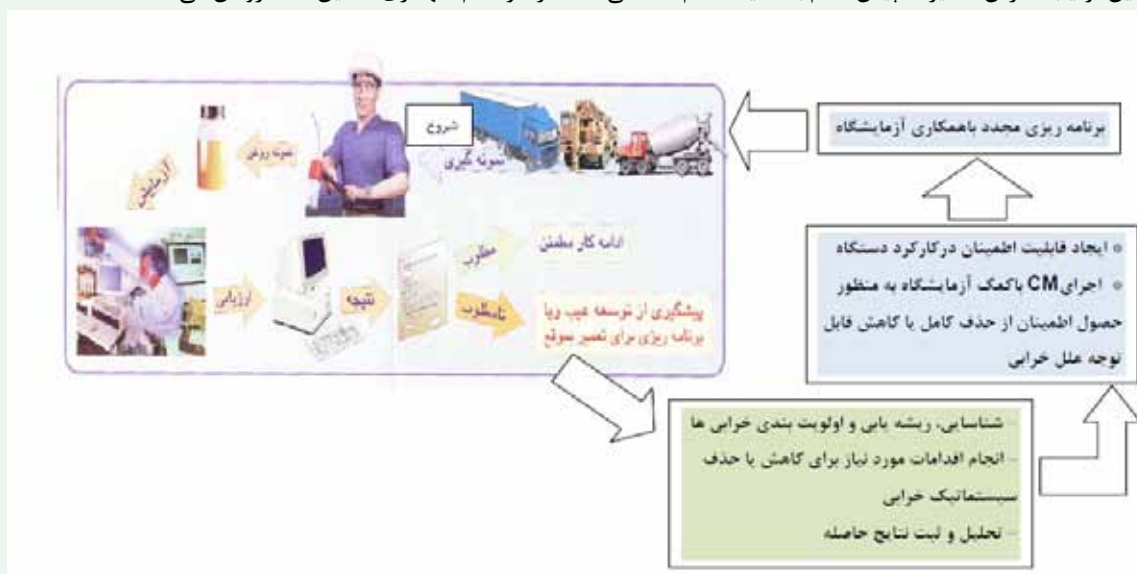 شروع
نمونه گیری
نمونه روغن
آزمایش
ارزیابی
نتیجه
مطلوب
ادامه کار مطمئن
نامطلوب
پیشگیری از توسعه عیب ویا
برنامه ریزی برای تعمیر بموقع
- شناسایی، ریشه یابی و اولویت بندی خرابی ها
- انجام اقدامات مورد نیاز برای کاهش یا حذف
سیستماتیک خرابی
- تحلیل و ثبت نتایج حاصله
ایجاد قابلیت اطمینان درکارکرد دستگاه
اجرای CM باکمک آزمایشگاه به منظور
حصول اطمینان از حذف کامل یا کاهش قابل
توجه علل خرابی
برنامه ریزی مجدد باهمکاری آزمایشگاه